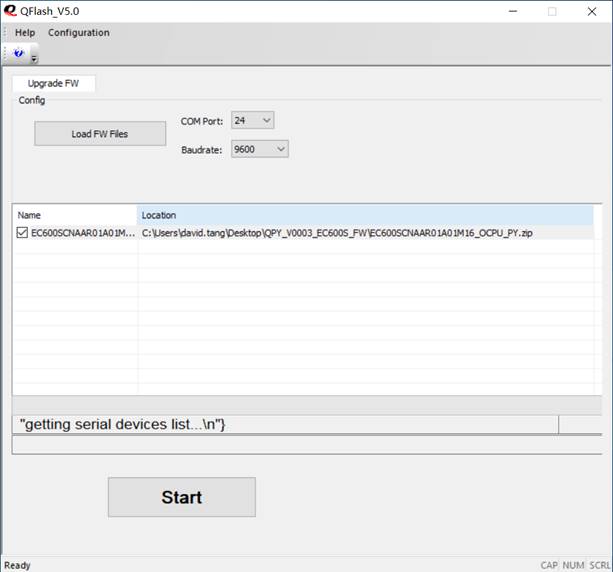 QFlash_V5.0
Help Configuration
Upgrade FW
Config
Load FW Files
COM Port: 24
Baudrate: 9600
Name Location
EC600SCNAAR01A01M... C:\Users\david.tang\Desktop\QPY_V0003_EC600S_FW\EC600SCNAAR01A01M16_OCPU_PY.zip
"getting serial devices list...\n"}
Start
Ready CAP NUM SCRL